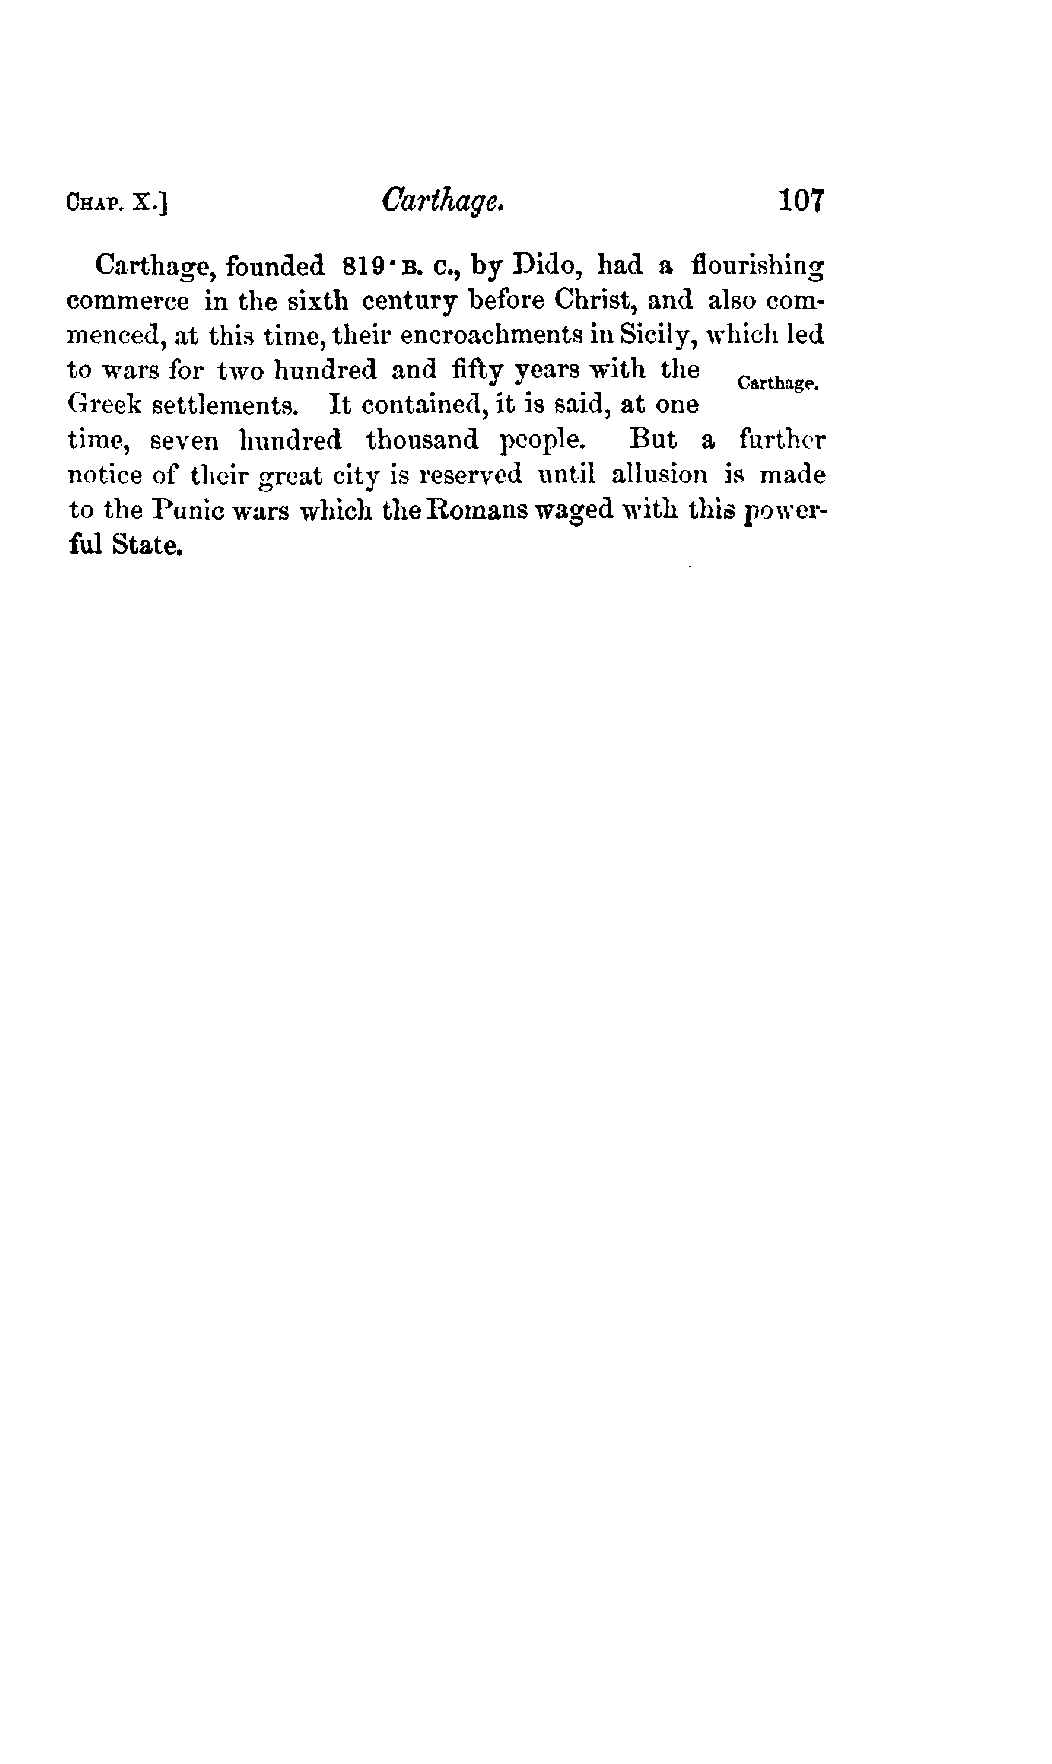 CHAP. X.] Carthage. 107
Carthage, founded 819 B. C., by Dido, had a flourishing
commerce in the sixth century before Christ, and also com-
menced, at this time, their encroachments in Sicily, which led
to wars for two hundred and fifty years with the
Carthage.
Greek settlements. It contained, it is said, at one
time, seven hundred thousand people. But a further
notice of their great city is reserved until allusion is made
to the Punic wars which the Romans waged with this power-
ful State.